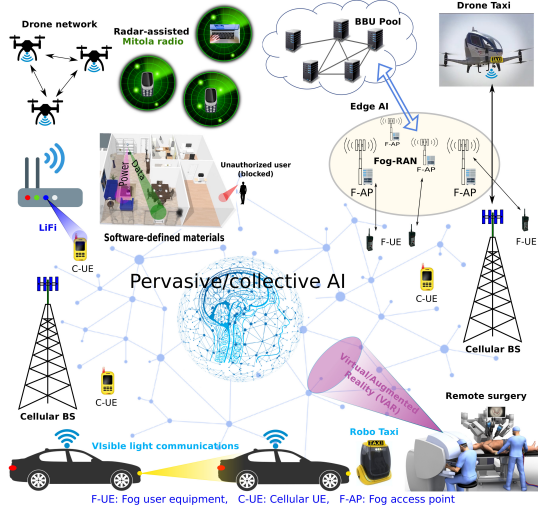 Drone network
Radar-assisted
Mitola radio
BBU Pool
Drone Taxi
TAXI
Edge AI
F-AP
Fog-RAN
F-AP
F-AP
F-AP
Power
Data
Unauthorized user
(blocked)
Software-defined materials
LiFi
C-UE
F-UE
F-UE
C-UE
Pervasive/collective AI
Cellular BS
Cellular BS
C-UE
Virtual/Augmented
Reality (VAR)
Remote surgery
VIsible light communications
Robo Taxi
TAXI
F-UE: Fog user equipment, C-UE: Cellular UE, F-AP: Fog access point